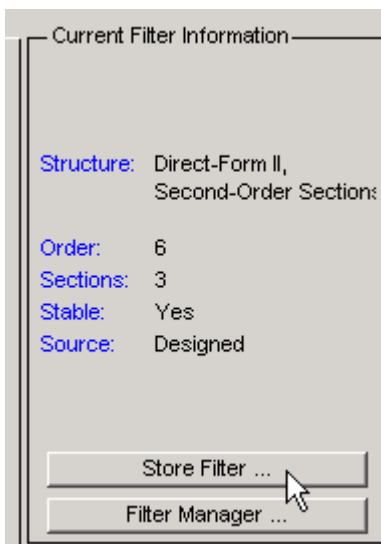 Current Filter Information
Structure: Direct-Form II,
Second-Order Sections
Order: 6
Sections: 3
Stable: Yes
Source: Designed
Store Filter ...
Filter Manager ...